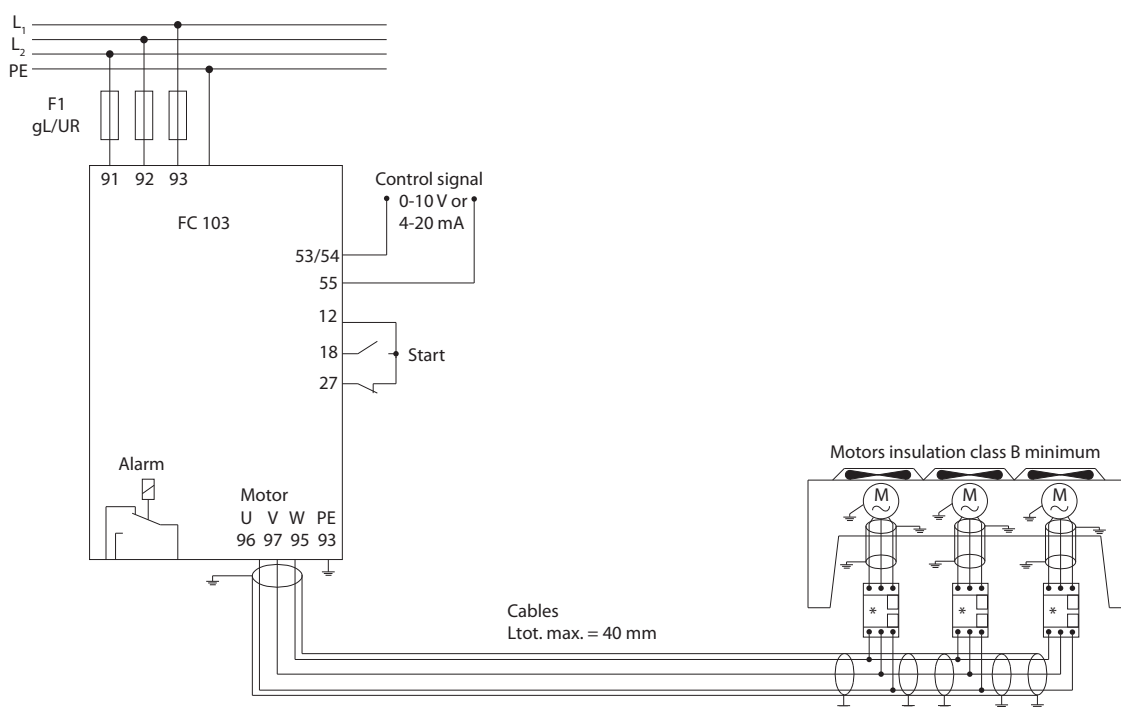 L1
L2
PE
F1
gL/UR
91 92 93
Control signal
0-10 V or
4-20 mA
FC 103
53/54
55
12
18
Start
27
Alarm
Motor
U V W PE
96 97 95 93
Motors insulation class B minimum
M M M
* * *
Cables
Ltot. max. = 40 mm